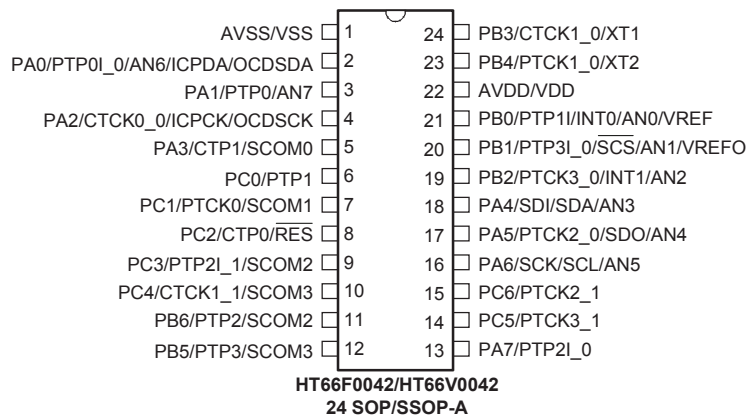 AVSS/VSS 1 24 PB3/CTCK1_0/XT1
PA0/PTP0I_0/AN6/ICPDA/OCDSDA 2 23 PB4/PTCK1_0/XT2
PA1/PTP0/AN7 3 22 AVDD/VDD
PA2/CTCK0_0/ICPCK/OCDSCK 4 21 PB0/PTP1I/INT0/AN0/VREF
PA3/CTP1/SCOM0 5 20 PB1/PTP3I_0/SCS/AN1/VREFO
PC0/PTP1 6 19 PB2/PTCK3_0/INT1/AN2
PC1/PTCK0/SCOM1 7 18 PA4/SDI/SDA/AN3
PC2/CTP0/RES 8 17 PA5/PTCK2_0/SDO/AN4
PC3/PTP2I_1/SCOM2 9 16 PA6/SCK/SCL/AN5
PC4/CTCK1_1/SCOM3 10 15 PC6/PTCK2_1
PB6/PTP2/SCOM2 11 14 PC5/PTCK3_1
PB5/PTP3/SCOM3 12 13 PA7/PTP2I_0
HT66F0042/HT66V0042
24 SOP/SSOP-A